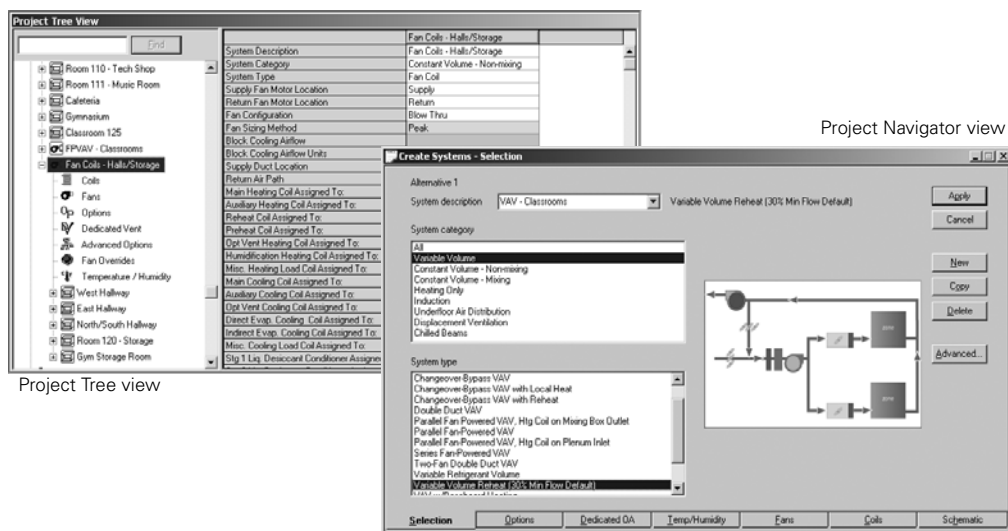 Project Tree View
Find
Room 110 - Tech Shop
Room 111 - Music Room
Cafeteria
Gymnasium
Classroom 125
FPVAV - Classrooms
Fan Coils - Halls/Storage
Coils
Fans
Options
Dedicated Vent
Advanced Options
Fan Overrides
Temperature / Humidity
West Hallway
East Hallway
North/South Hallway
Room 120 - Storage
Gym Storage Room
Fan Coils - Halls/Storage
System Description Fan Coils - Halls/Storage
System Category Constant Volume - Non-mixing
System Type Fan Coil
Supply Fan Motor Location Supply
Return Fan Motor Location Return
Fan Configuration Blow Thru
Fan Sizing Method Peak
Block Cooling Airflow
Block Cooling Airflow Units
Supply Duct Location
Return Air Path
Main Heating Coil Assigned To:
Auxiliary Heating Coil Assigned To:
Reheat Coil Assigned To:
Preheat Coil Assigned To:
Opt Vent Heating Coil Assigned To:
Humidification Heating Coil Assigned To:
Misc. Heating Load Coil Assigned To:
Main Cooling Coil Assigned To:
Auxiliary Cooling Coil Assigned To:
Opt Vent Cooling Coil Assigned To:
Direct Evap. Cooling Coil Assigned To:
Indirect Evap. Cooling Coil Assigned To:
Misc. Cooling Load Coil Assigned To:
Stg 1 Liq. Desiccant Conditioner Assigned
Project Tree view
Project Navigator view
Create Systems - Selection
Alternative 1
System description VAV - Classrooms Variable Volume Reheat (30% Min Flow Default)
System category
All
Variable Volume
Constant Volume - Non-mixing
Constant Volume - Mixing
Heating Only
Induction
Underfloor Air Distribution
Displacement Ventilation
Chilled Beams
System type
Changeover-Bypass VAV
Changeover-Bypass VAV with Local Heat
Changeover-Bypass VAV with Reheat
Double Duct VAV
Parallel Fan Powered VAV, Htg Coil on Mixing Box Outlet
Parallel Fan-Powered VAV
Parallel Fan-Powered VAV, Htg Coil on Plenum Inlet
Series Fan-Powered VAV
Two-Fan Double Duct VAV
Variable Refrigerant Volume
Variable Volume Reheat (30% Min Flow Default)
Apply
Cancel
New
Copy
Delete
Advanced...
Selection Options Dedicated OA Temp/Humidity Fans Coils Schematic